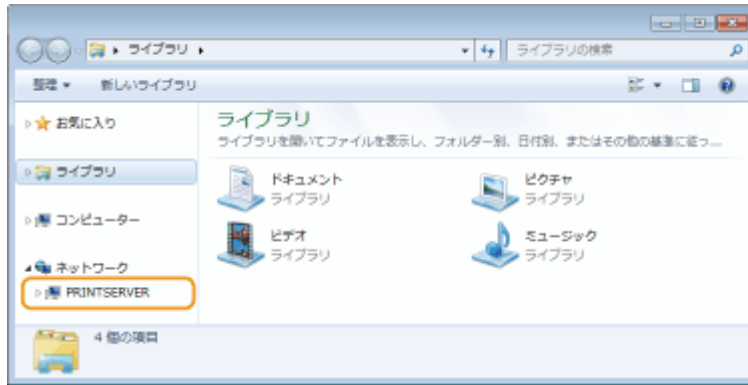 ライブラリ
ライブラリの検索
整理
新しいライブラリ
お気に入り
ライブラリ
コンピューター
ネットワーク
PRINTSERVER
ライブラリ
ライブラリを開いてファイルを表示し、フォルダー別、日付別、またはその他の基準に従っ...
ドキュメント
ライブラリ
ピクチャ
ライブラリ
ビデオ
ライブラリ
ミュージック
ライブラリ
4 個の項目